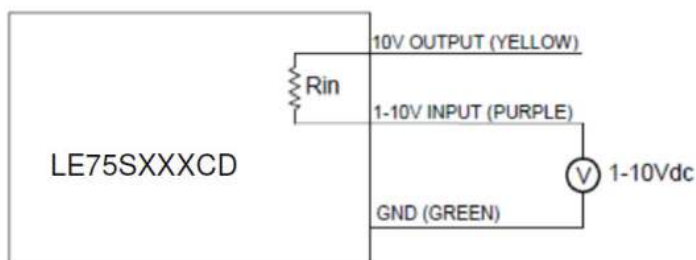 10V OUTPUT (YELLOW)
Rin
1-10V INPUT (PURPLE)
LE75SXXXCD
V
1-10Vdc
GND (GREEN)